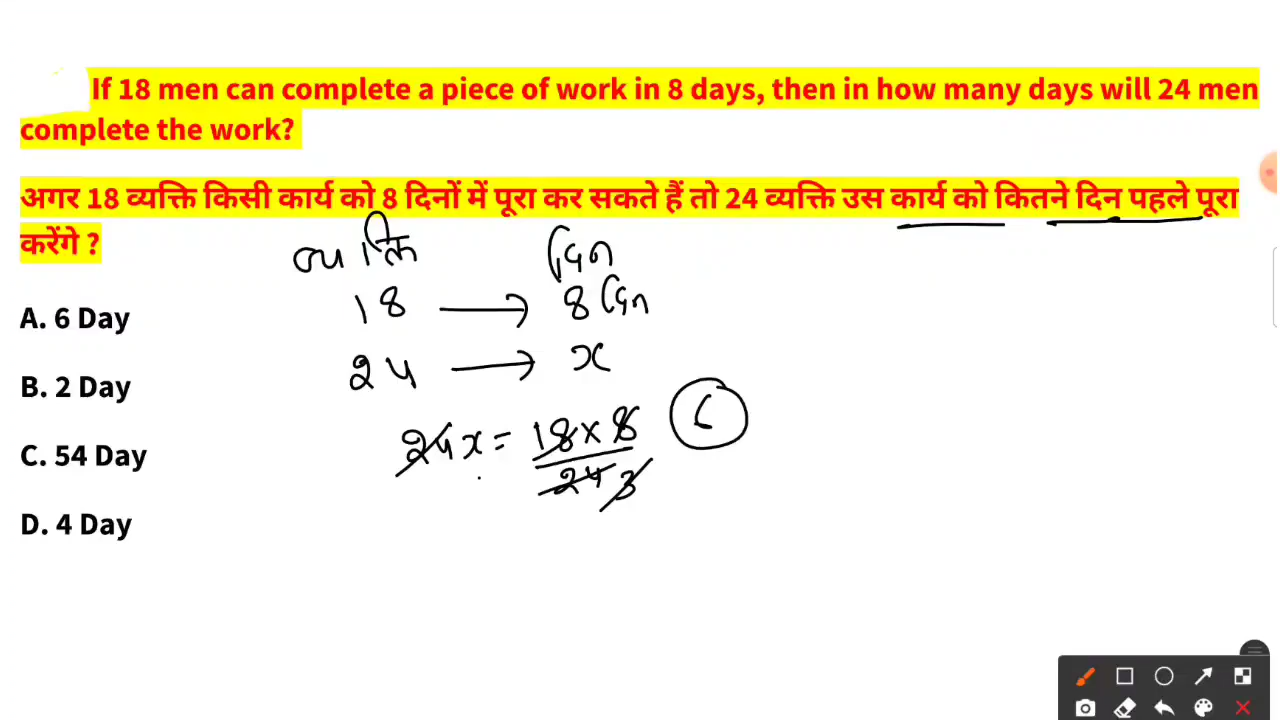 If 18 men can complete a piece of work in 8 days, then in how many days will 24 men
complete the work?
अगर 18 व्यक्ति किसी कार्य को 8 दिनों में पूरा कर सकते हैं तो 24 व्यक्ति उस कार्य को कितने दिन पहले पूरा
करेंगे ?
व्यक्ति दिन
A. 6 Day
18 → 8 दिन
24 → x
B. 2 Day
24x = 18 x 8 6
24 3
C. 54 Day
D. 4 Day